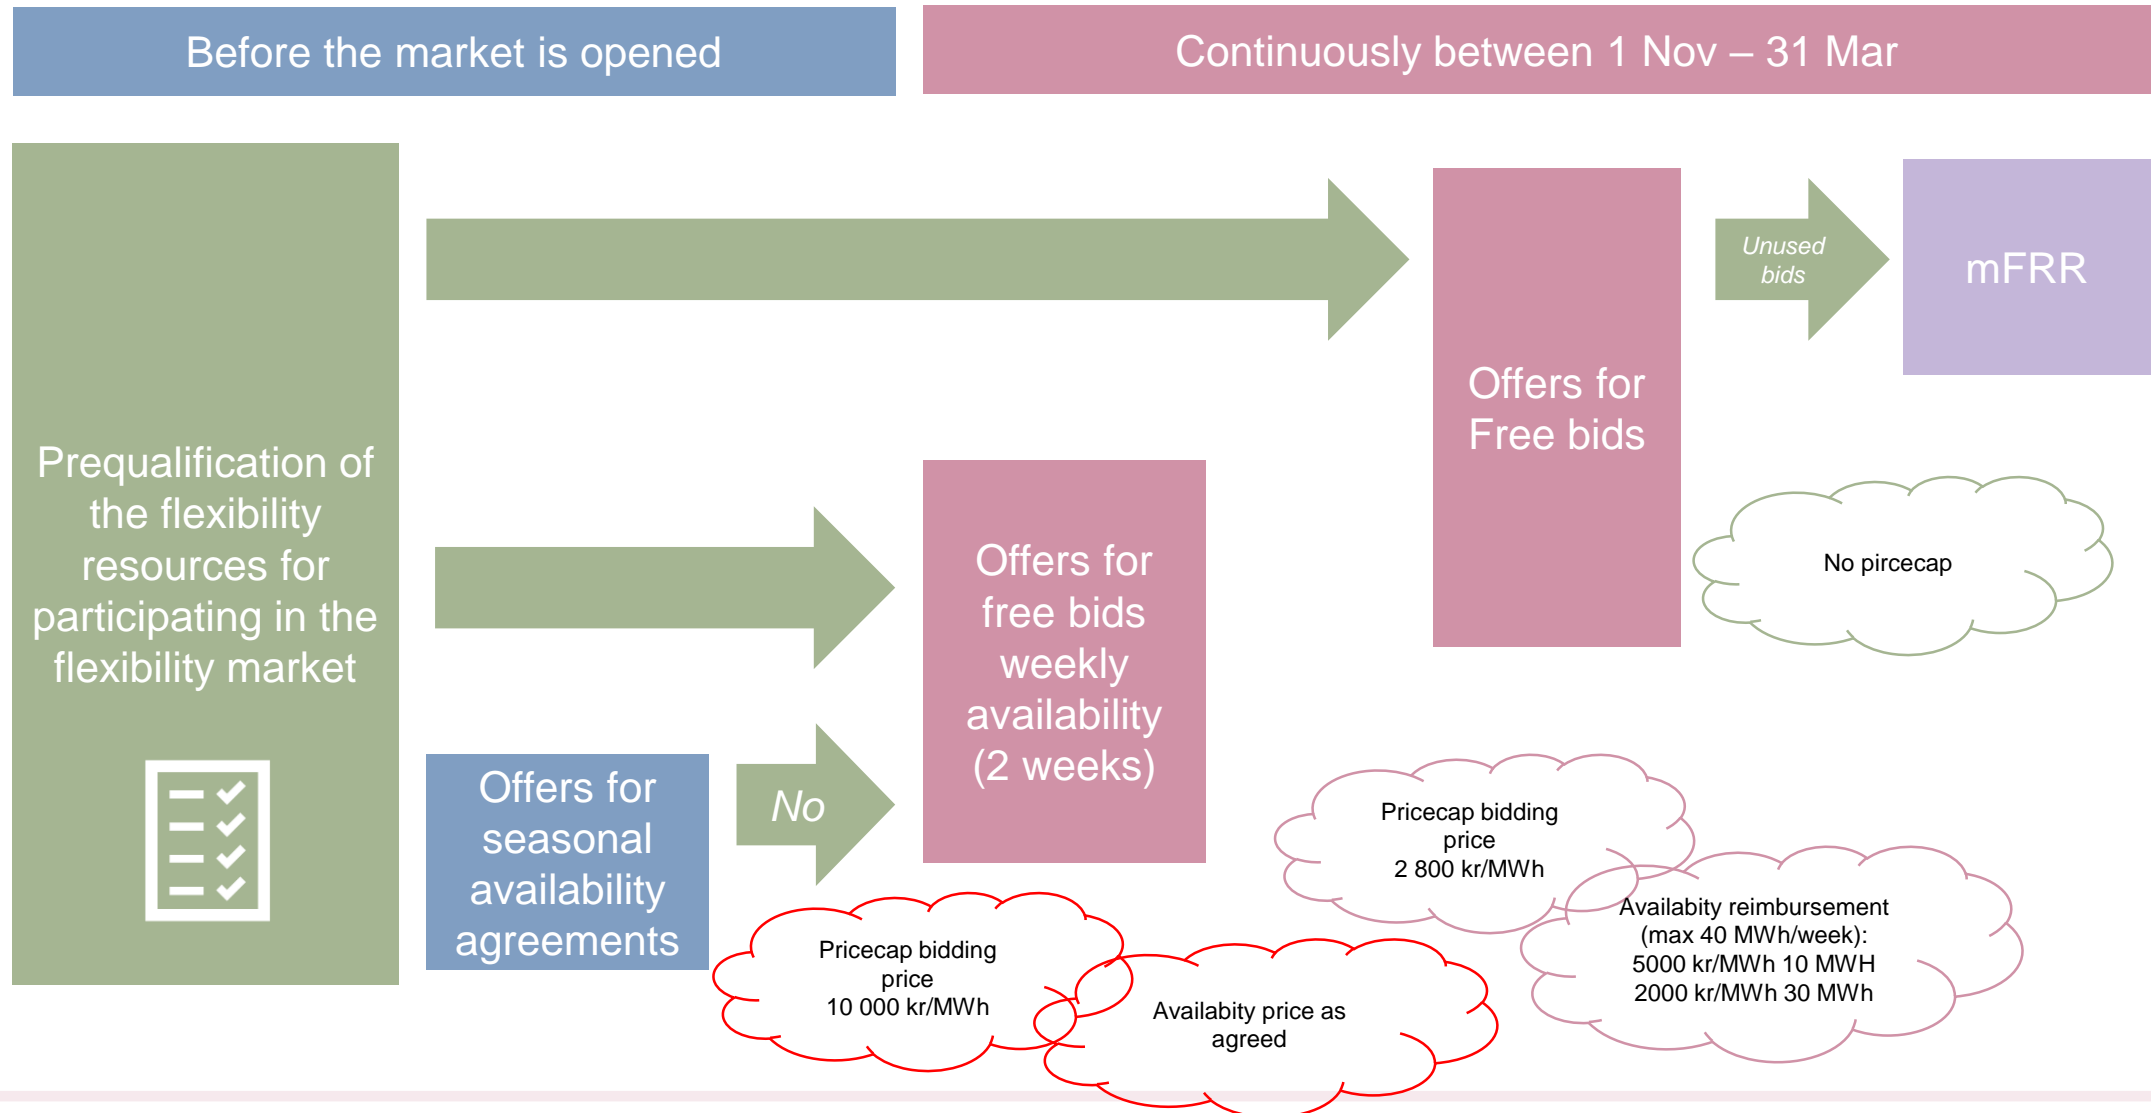 Before the market is opened
Continuously between 1 Nov – 31 Mar
Prequalification of
the flexibility
resources for
participating in the
flexibility market
Offers for
seasonal
availability
agreements
No
Offers for
free bids
weekly
availability
(2 weeks)
Offers for
Free bids
Unused
bids
mFRR
No pircecap
Pricecap bidding
price
2 800 kr/MWh
Availabity reimbursement
(max 40 MWh/week):
5000 kr/MWh 10 MWH
2000 kr/MWh 30 MWh
Pricecap bidding
price
10 000 kr/MWh
Availabity price as
agreed